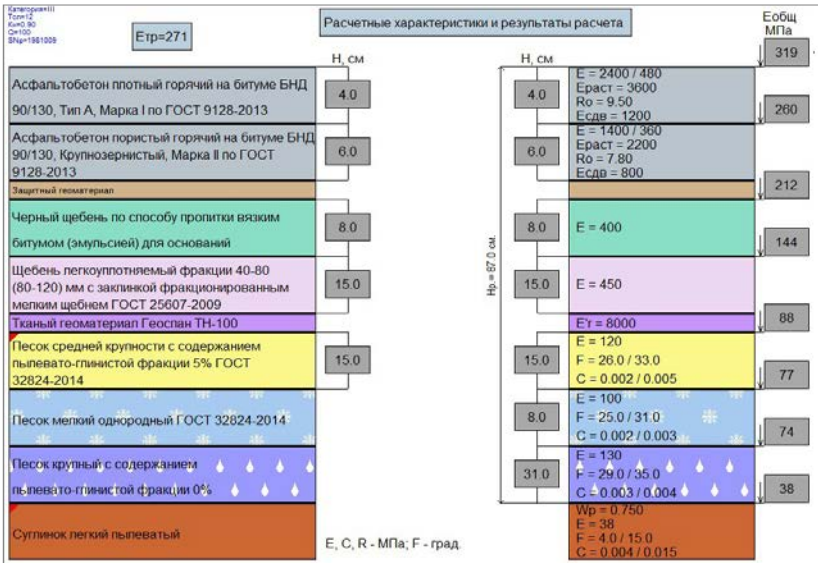 Категория=III
Тсл=12
Кн=0.90
Q=100
Eтр=271
Расчетные характеристики и результаты расчета
Еобщ
МПа
319
H, см
H, см
Асфальтобетон плотный горячий на битуме БНД
90/130, Тип А, Марка I по ГОСТ 9128-2013
4.0
4.0
E = 2400 / 480
Ераст = 3600
Ro = 9.50
Есдв = 1200
260
Асфальтобетон пористый горячий на битуме БНД
90/130, Крупнозернистый, Марка II по ГОСТ
9128-2013
6.0
6.0
E = 1400 / 360
Ераст = 2200
Ro = 7.80
Есдв = 800
212
Защитный геоматериал
Черный щебень по способу пропитки вязким
битумом (эмульсией) для оснований
8.0
8.0
E = 400
144
Щебень легкоуплотняемый фракции 40-80
(80-120) мм с заклинкой фракционированным
мелким щебнем ГОСТ 25607-2009
15.0
Hр.= 87.0 см.
15.0
E = 450
88
Тканый геоматериал Геоспан ТН-100
E'г = 8000
Песок средней крупности с содержанием
пылевато-глинистой фракции 5% ГОСТ
32824-2014
15.0
15.0
E = 120
F = 26.0 / 33.0
C = 0.002 / 0.005
77
Песок мелкий однородный ГОСТ 32824-2014
8.0
E = 100
F = 25.0 / 31.0
C = 0.002 / 0.003
74
Песок крупный с содержанием
пылевато-глинистой фракции 0%
31.0
E = 130
F = 29.0 / 35.0
C = 0.003 / 0.004
38
Суглинок легкий пылеватый
E, C, R - МПа; F - град.
Wp = 0.750
E = 38
F = 4.0 / 15.0
C = 0.004 / 0.015